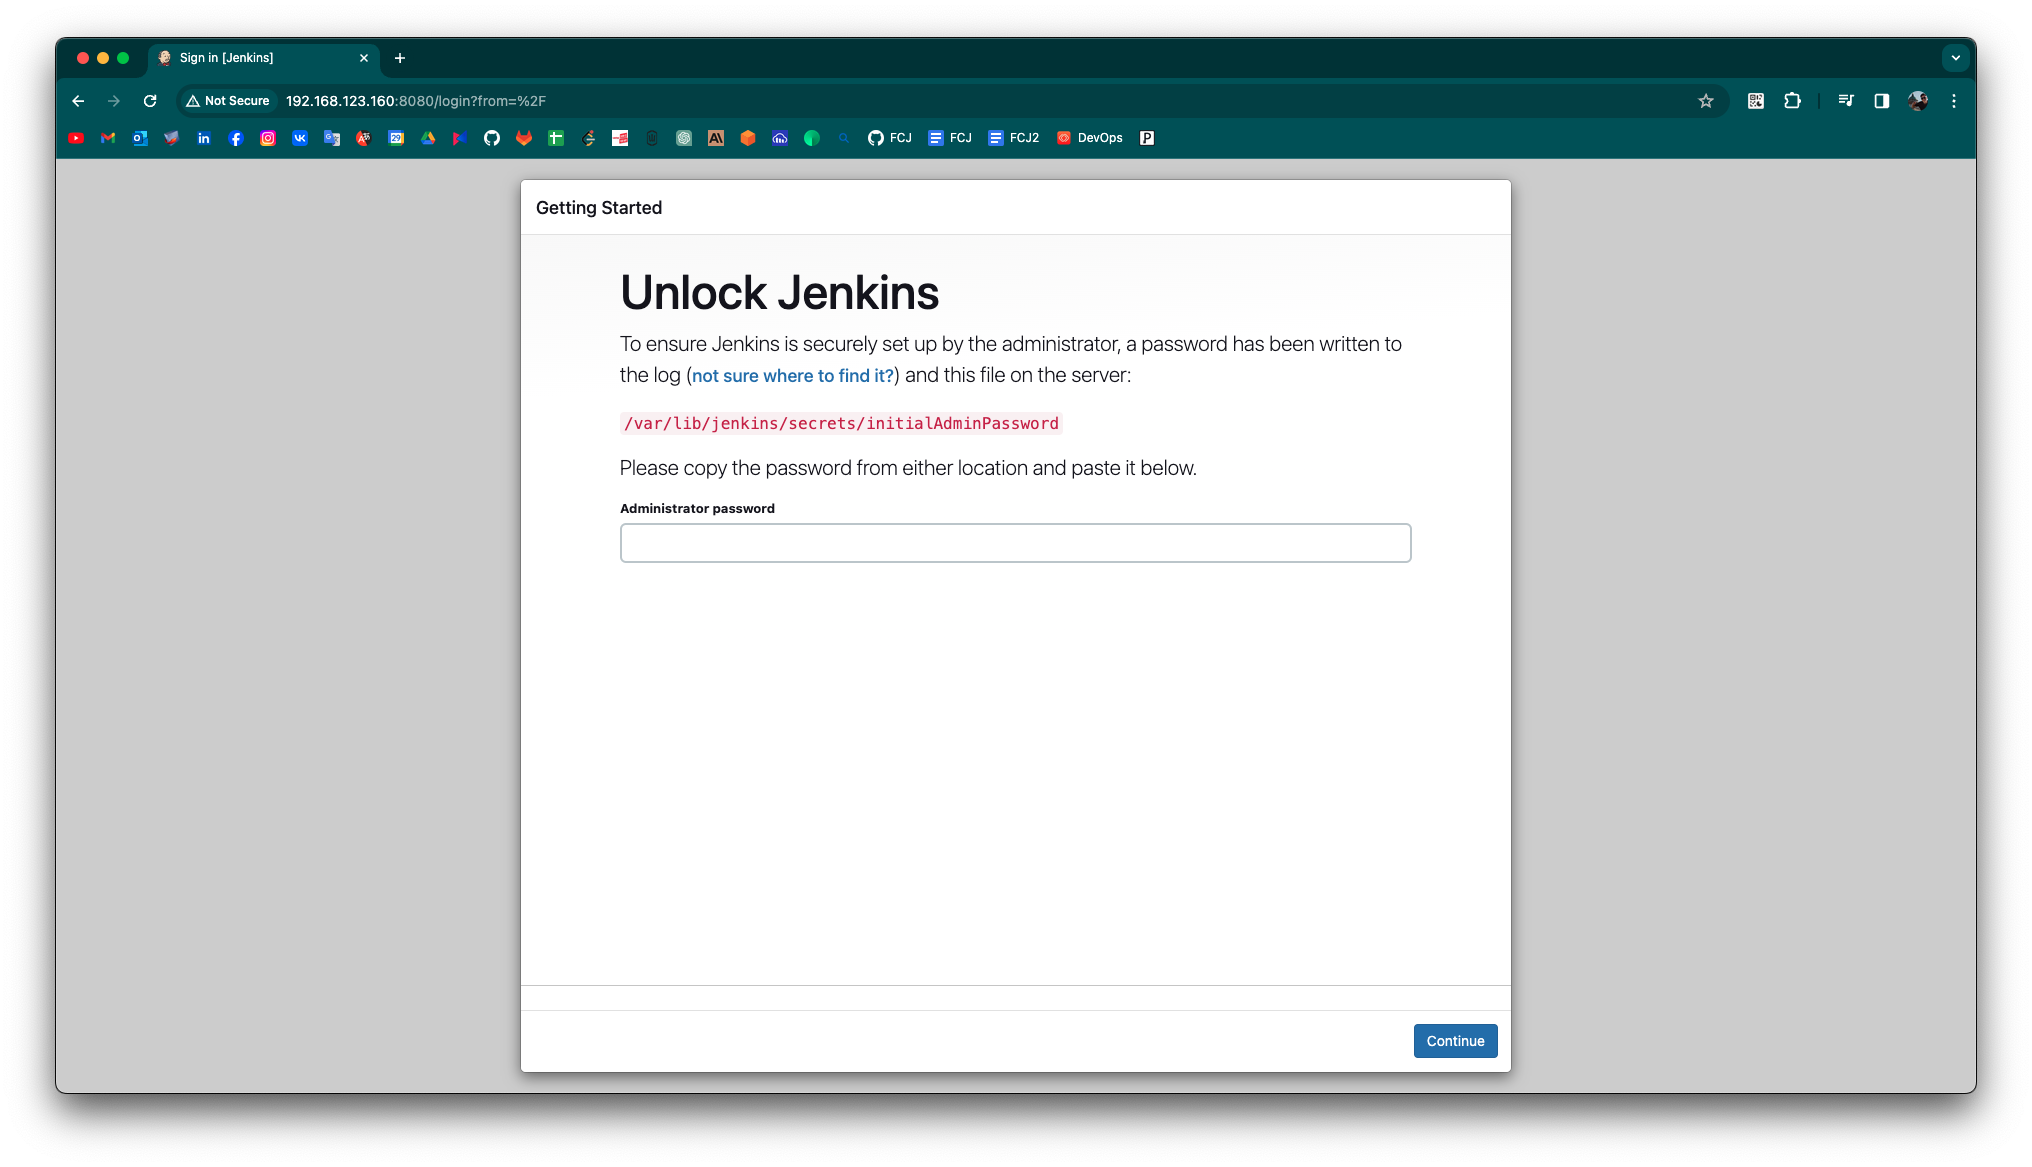 Sign in [Jenkins]
Not Secure 192.168.123.160:8080/login?from=%2F
FCJ FCJ FCJ2 DevOps
Getting Started
Unlock Jenkins
To ensure Jenkins is securely set up by the administrator, a password has been written to
the log (not sure where to find it?) and this file on the server:
/var/lib/jenkins/secrets/initialAdminPassword
Please copy the password from either location and paste it below.
Administrator password
Continue